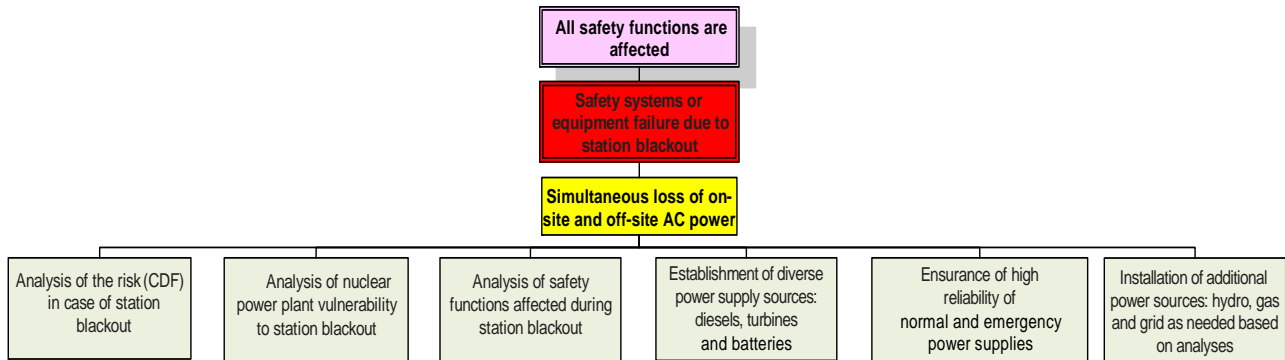 All safety functions are
affected
Safety systems or
equipment failure due to
station blackout
Simultaneous loss of on-
site and off-site AC power
Analysis of the risk (CDF)
in case of station
blackout
Analysis of nuclear
power plant vulnerability
to station blackout
Analysis of safety
functions affected during
station blackout
Establishment of diverse
power supply sources:
diesels, turbines
and batteries
Ensurance of high
reliability of
normal and emergency
power supplies
Installation of additional
power sources: hydro, gas
and grid as needed based
on analyses